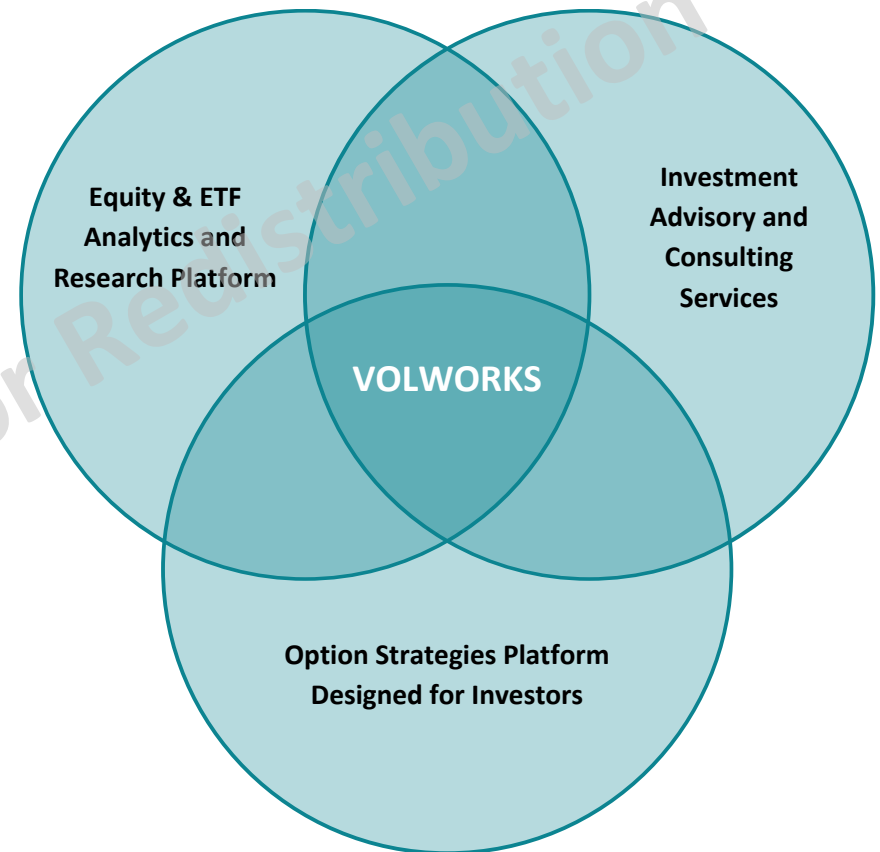 or Redistribution
Equity & ETF
Analytics and
Research Platform
Investment
Advisory and
Consulting
Services
VOLWORKS
Option Strategies Platform
Designed for Investors